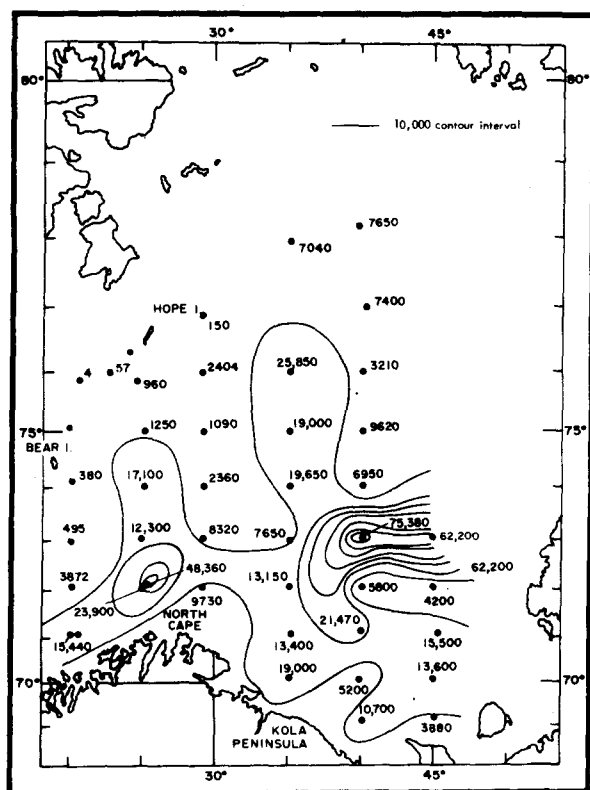 30° 45°
80° 80°
10,000 contour interval
7650
7040
HOPE I.
7400
150
4 57 2404 25,850 3210
960
75° 1250 1090 19,000 9620 75°
BEAR I.
380 17,100 2360 19,650 6950
495 12,300 8320 7650 75,380 62,200
3872 48,360 13,150 62,200
23,900 9730 5800 4200
NORTH
CAPE
21,470
15,440 13,400 15,500
70° 19,000 5200 13,600 70°
10,700 3880
KOLA
PENINSULA
30° 45°